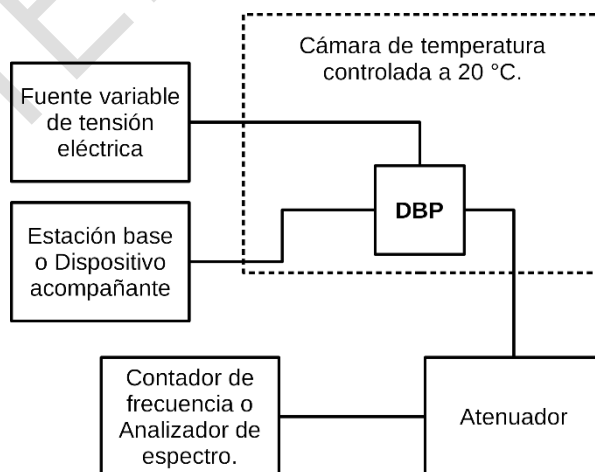 Cámara de temperatura
controlada a 20 °C.
Fuente variable
de tensión
eléctrica
DBP
Estación base
o Dispositivo
acompañante
Contador de
frecuencia o
Analizador de
espectro.
Atenuador